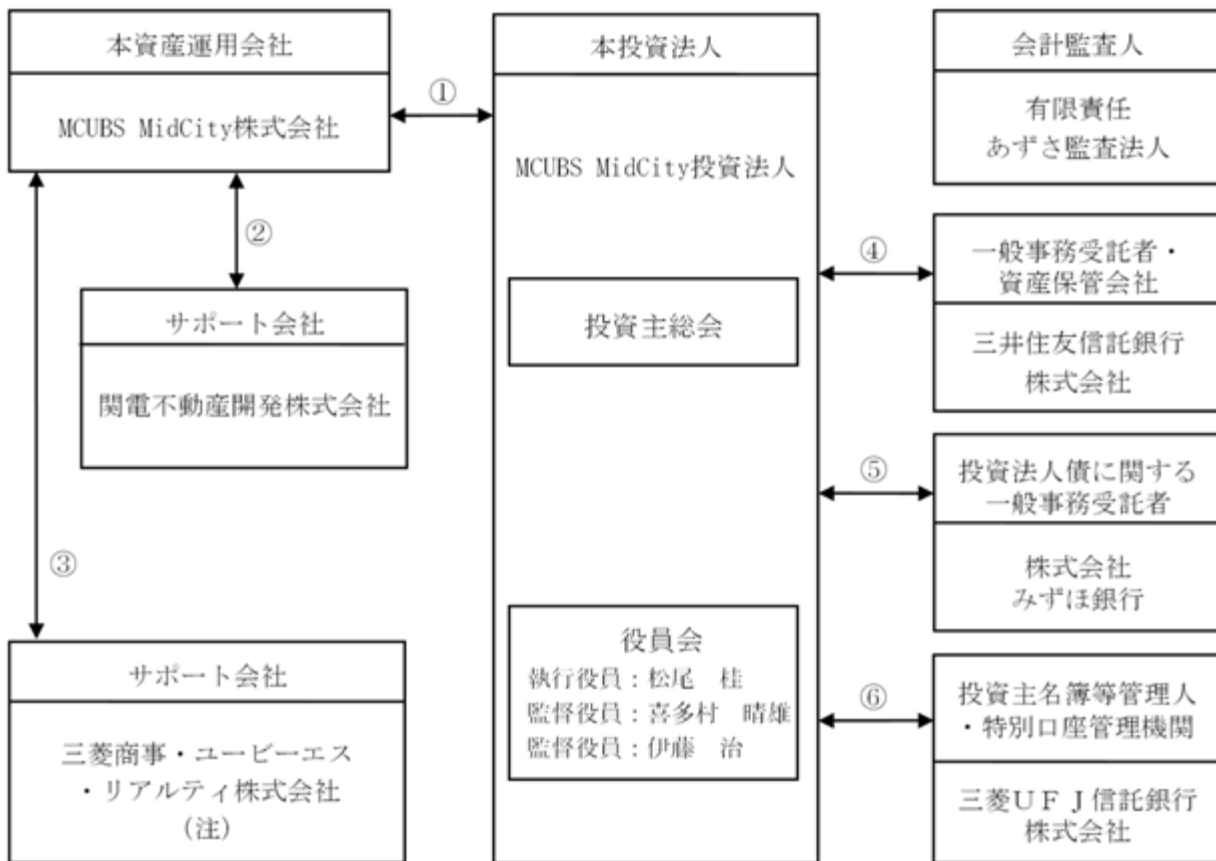 本資産運用会社
MCUBS MidCity株式会社
①
②
サポート会社
関電不動産開発株式会社
③
サポート会社
三菱商事・ユービーエス
・リアルティ株式会社
(注)
本投資法人
MCUBS MidCity投資法人
投資主総会
役員会
執行役員：松尾　桂
監督役員：喜多村　晴雄
監督役員：伊藤　治
会計監査人
有限責任
あずさ監査法人
④
一般事務受託者・
資産保管会社
三井住友信託銀行
株式会社
⑤
投資法人債に関する
一般事務受託者
株式会社
みずほ銀行
⑥
投資主名簿等管理人
・特別口座管理機関
三菱ＵＦＪ信託銀行
株式会社